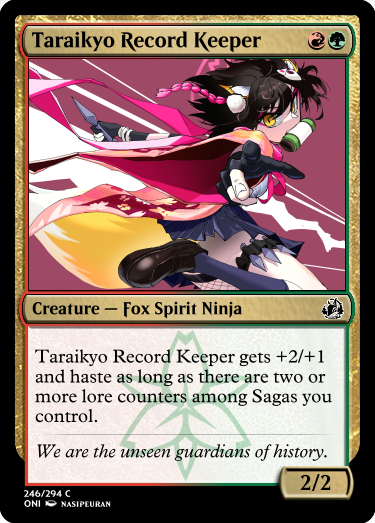 Taraikyo Record Keeper
Creature — Fox Spirit Ninja
Taraikyo Record Keeper gets +2/+1
and haste as long as there are two or
more lore counters among Sagas you
control.
We are the unseen guardians of history.
2/2
246/294 C
ONI NASIPEURAN